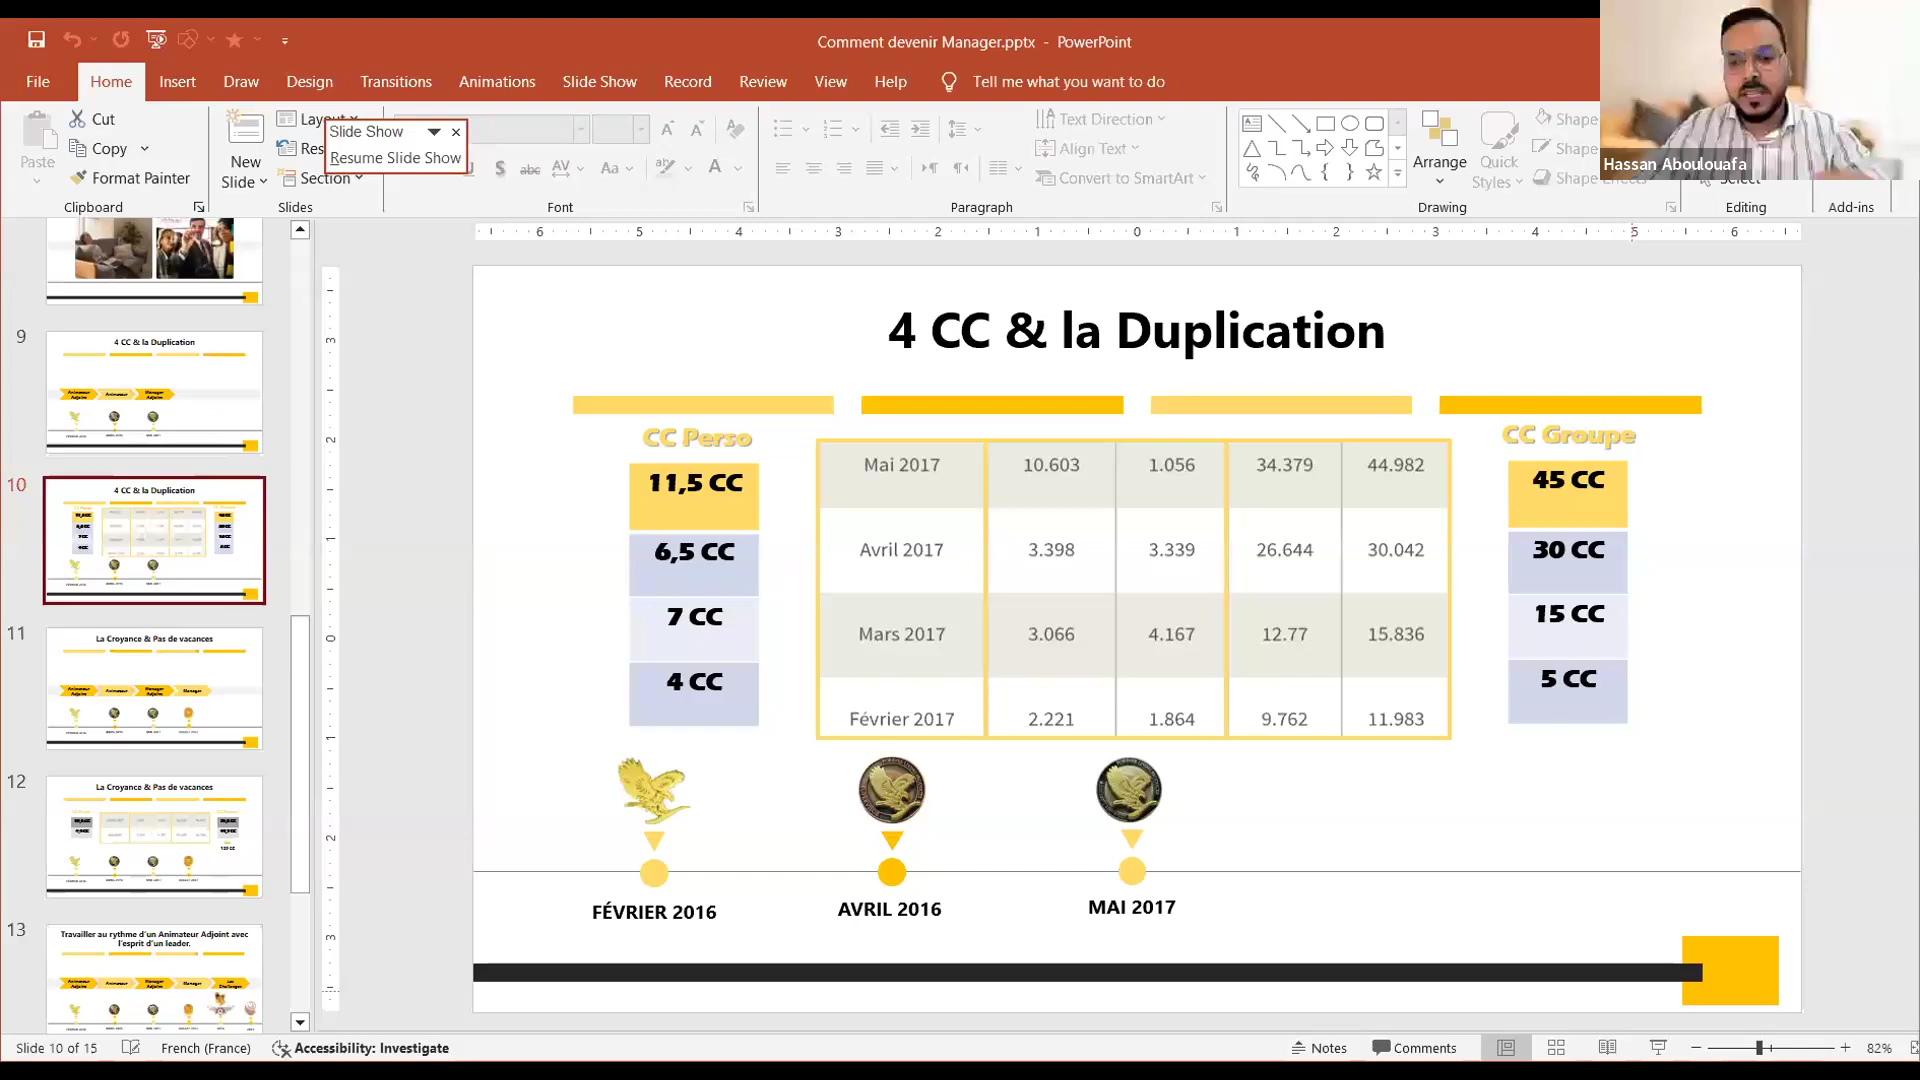 Comment devenir Manager.pptx - PowerPoint
File Home Insert Draw Design Transitions Animations Slide Show Record Review View Help Tell me what you want to do
Paste
Cut
Copy
Format Painter
Clipboard
New
Slide
Layout
Res
Section
Slides
Slide Show
Resume Slide Show
Font
Text Direction
Align Text
Convert to SmartArt
Paragraph
Arrange
Quick
Styles
Shape
Shape
Shape Effects
Drawing
Select
Editing
Add-ins
Hassan Aboulouafa
9
4 CC & la Duplication
10
4 CC & la Duplication
11
La Croyance & Pas de vacances
12
La Croyance & Pas de vacances
13
Travailler au rythme d'un Animateur Adjoint avec
l'esprit d'un leader.
4 CC & la Duplication
CC Perso
11,5 CC
6,5 CC
7 CC
4 CC
Mai 2017 10.603 1.056 34.379 44.982
Avril 2017 3.398 3.339 26.644 30.042
Mars 2017 3.066 4.167 12.77 15.836
Février 2017 2.221 1.864 9.762 11.983
CC Groupe
45 CC
30 CC
15 CC
5 CC
FÉVRIER 2016
AVRIL 2016
MAI 2017
Slide 10 of 15 French (France) Accessibility: Investigate Notes Comments 82%